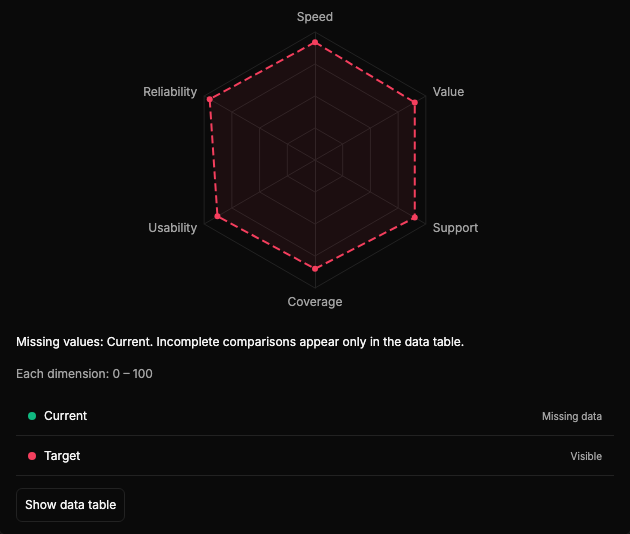 Speed
Reliability
Value
Usability
Support
Coverage
Missing values: Current. Incomplete comparisons appear only in the data table.
Each dimension: 0 – 100
Current
Missing data
Target
Visible
Show data table